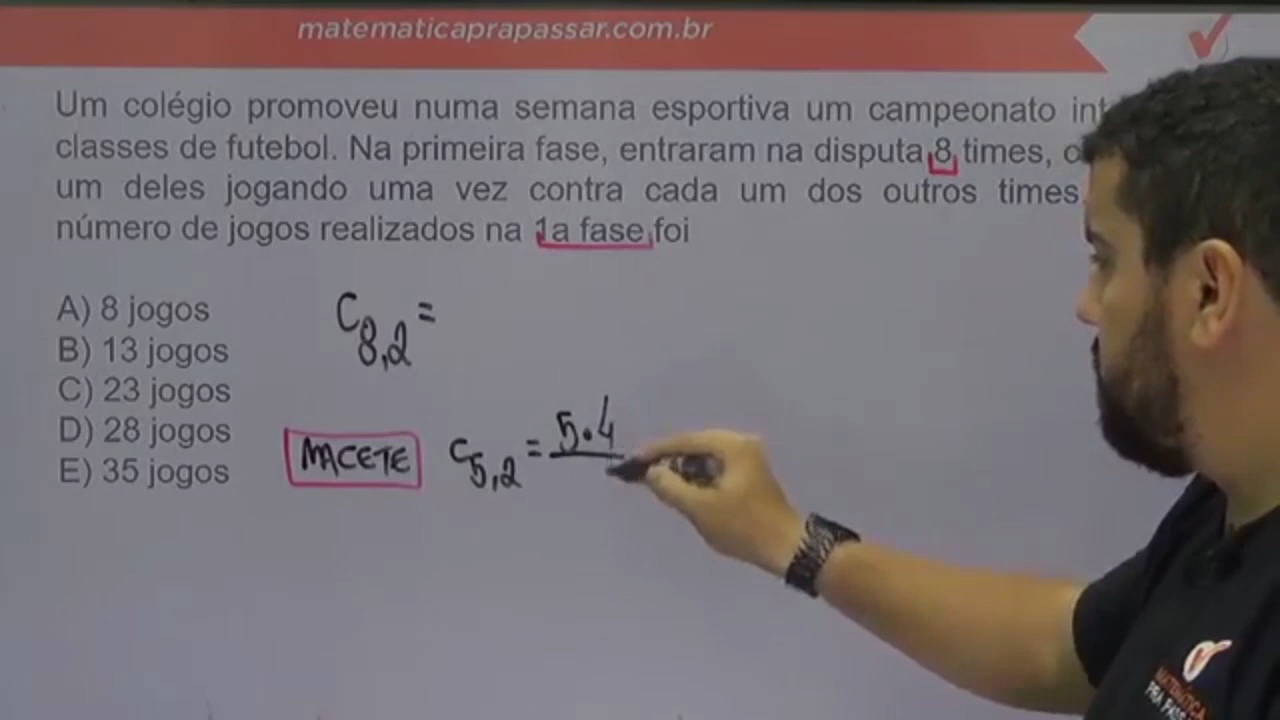 matematicaprapassar.com.br
Um colégio promoveu numa semana esportiva um campeonato
classes de futebol. Na primeira fase, entraram na disputa 8 times,
um deles jogando uma vez contra cada um dos outros times
número de jogos realizados na 1a fase foi
A) 8 jogos
B) 13 jogos
C) 23 jogos
D) 28 jogos
E) 35 jogos
C8,2 =
MACETE
C5,2 = 5.4
MATEMÁTICA